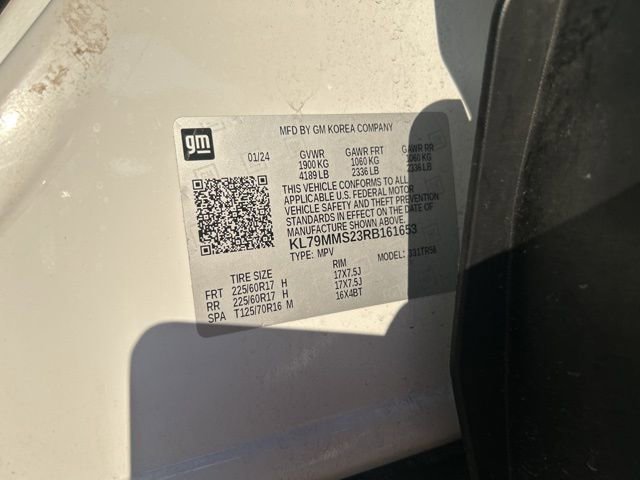 MFD BY GM KOREA COMPANY
gm
01/24 GVWR GAWR FRT GAWR RR
1900 KG 1060 KG 1060 KG
4189 LB 2336 LB 2336 LB
THIS VEHICLE CONFORMS TO ALL
APPLICABLE U.S. FEDERAL MOTOR
VEHICLE SAFETY AND THEFT PREVENTION
STANDARDS IN EFFECT ON THE DATE OF
MANUFACTURE SHOWN ABOVE.
KL79MMS23RB161653
TYPE: MPV MODEL: 331TR56
TIRE SIZE RIM
FRT 225/60R17 H 17X7.5J
RR 225/60R17 H 17X7.5J
SPA T125/70R16 M 16X4BT